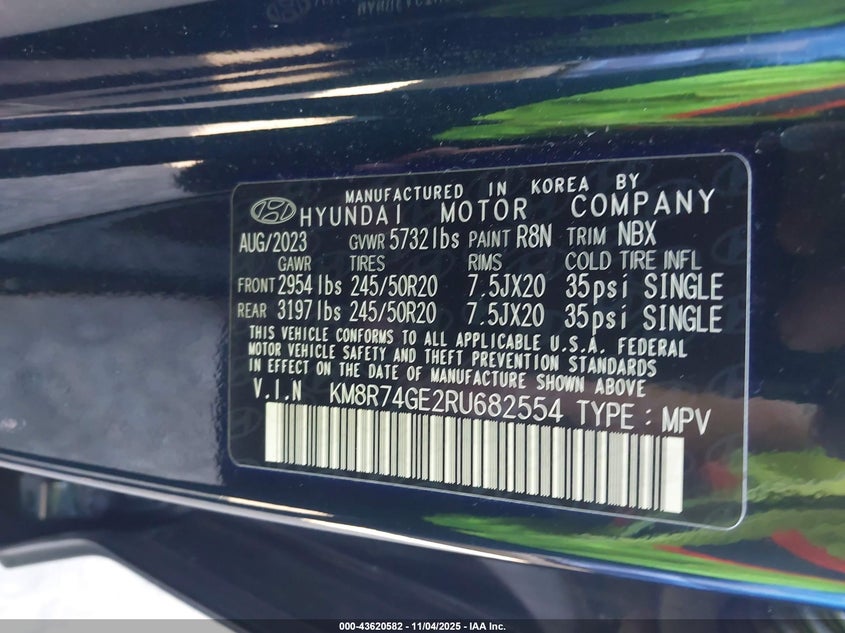 MANUFACTURED IN KOREA BY
HYUNDAI MOTOR COMPANY
AUG/2023 GVWR 5732lbs PAINT R8N TRIM NBX
GAWR TIRES RIMS COLD TIRE INFL
FRONT 2954lbs 245/50R20 7.5JX20 35psi SINGLE
REAR 3197lbs 245/50R20 7.5JX20 35psi SINGLE
THIS VEHICLE CONFORMS TO ALL APPLICABLE U.S.A. FEDERAL
MOTOR VEHICLE SAFETY AND THEFT PREVENTION STANDARDS
IN EFFECT ON THE DATE OF MANUFACTURE SHOWN ABOVE
V.I.N KM8R74GE2RU682554 TYPE : MPV
000-43620582 - 11/04/2025 - IAA Inc.